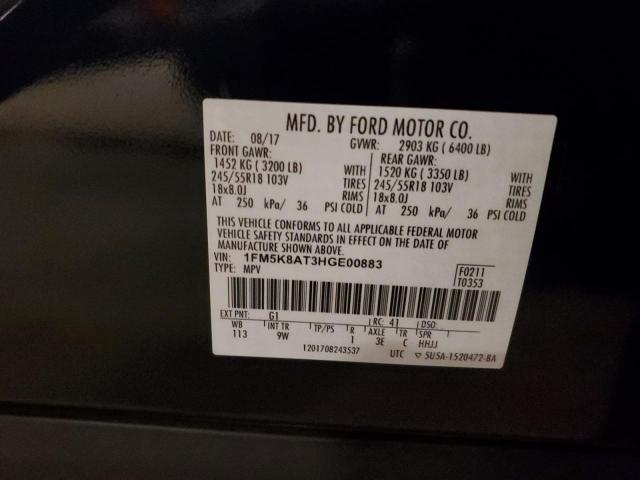 MFD. BY FORD MOTOR CO.
DATE: 08/17 GVWR: 2903 KG ( 6400 LB)
FRONT GAWR: REAR GAWR:
1452 KG ( 3200 LB) WITH 1520 KG ( 3350 LB) WITH
245/55R18 103V TIRES 245/55R18 103V TIRES
18x8.0J RIMS 18x8.0J RIMS
AT 250 kPa/ 36 PSI COLD AT 250 kPa/ 36 PSI COLD
THIS VEHICLE CONFORMS TO ALL APPLICABLE FEDERAL MOTOR
VEHICLE SAFETY STANDARDS IN EFFECT ON THE DATE OF
MANUFACTURE SHOWN ABOVE.
VIN: 1FM5K8AT3HGE00883
TYPE: MPV
F0211
T0353
EXT PNT: G1 RC: 41 DSO:
WB INT TR TP/PS R AXLE TR SPR
113 9W 1 3E C HHJJ
1201708243537 UTC ▽ 5U5A-1520472-BA